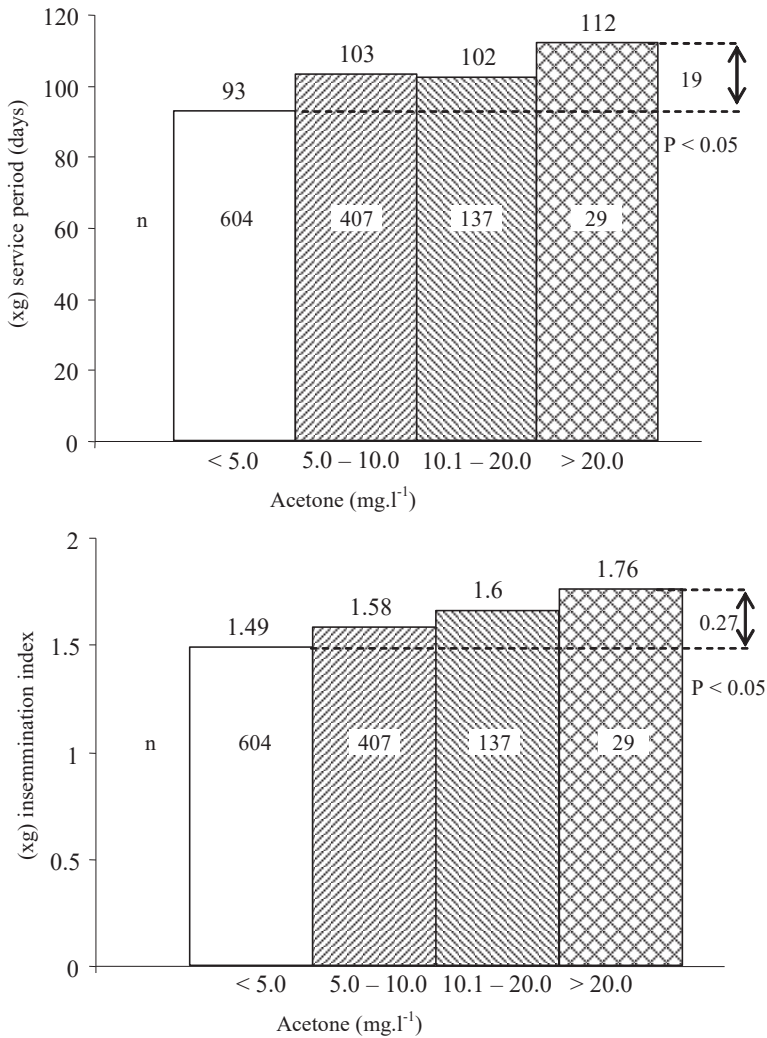 120
112
103
102
93
100
19
(xg) service period (days)
80
P < 0.05
60
n
604
407
137
29
40
20
0
< 5.0
5.0 – 10.0
10.1 – 20.0
> 20.0
Acetone (mg.l-1)
2
1.76
1.6
1.58
1.49
0.27
1.5
P < 0.05
(xg) insemmination index
n
604
407
137
29
1
0.5
0
< 5.0
5.0 – 10.0
10.1 – 20.0
> 20.0
Acetone (mg.l-1)